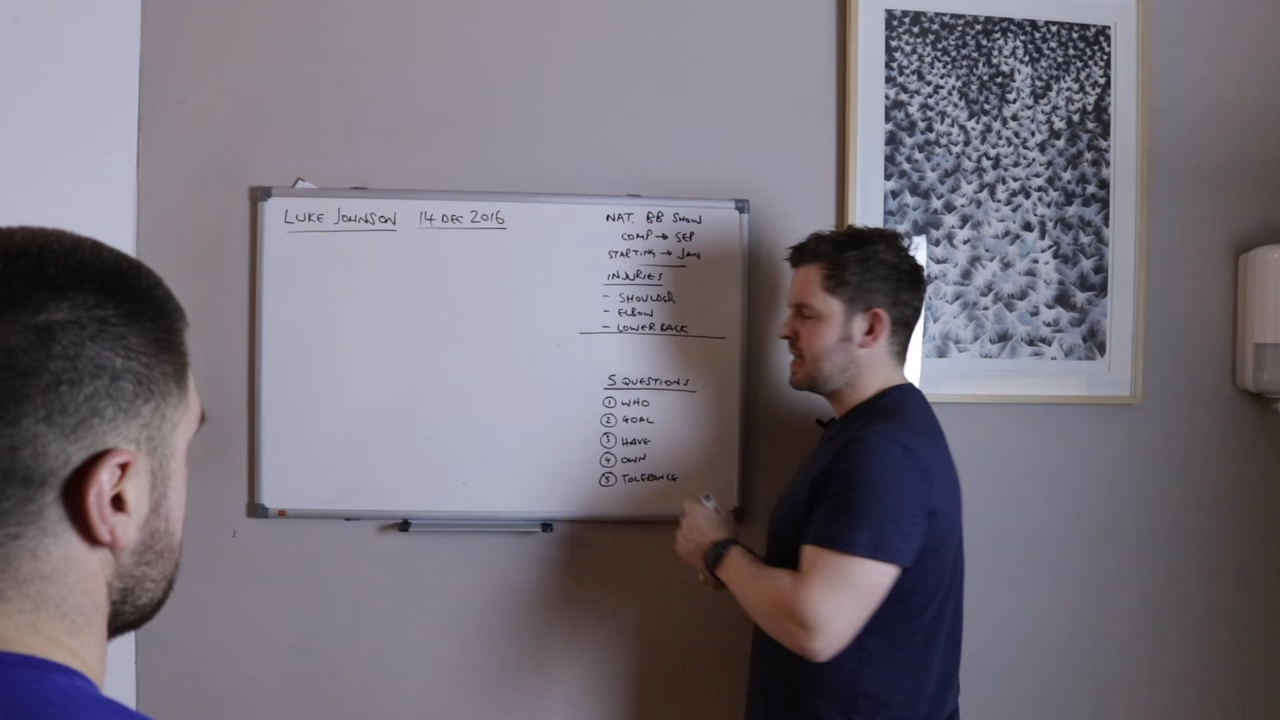 LUKE JOHNSON 14 DEC 2016
NAT. BB SHOW
COMP → SEP
STARTING → JAN
INJURIES
- SHOULDER
- ELBOW
- LOWER BACK
5 QUESTIONS
① WHO
② GOAL
③ HAVE
④ OWN
⑤ TOLERANCE